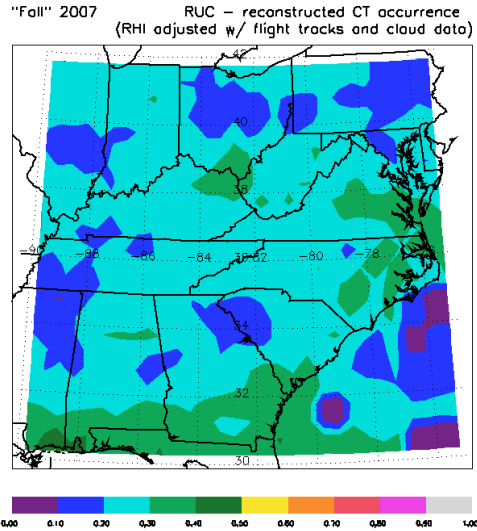 "Fall" 2007 RUC - reconstructed CT occurrence
(RHI adjusted w/ flight tracks and cloud data)
42
40
38
-90 -88 -86 -84 -82 -80 -78
34
32
30
0.00 0.10 0.20 0.30 0.40 0.50 0.60 0.70 0.80 0.90 1.00